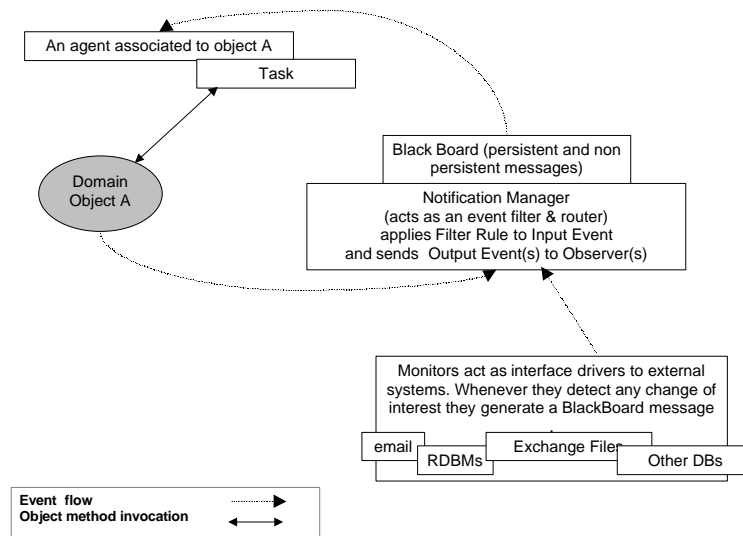 An agent associated to object A
Task
Domain
Object A
Black Board (persistent and non
persistent messages)
Notification Manager
(acts as an event filter & router)
applies Filter Rule to Input Event
and sends Output Event(s) to Observer(s)
Monitors act as interface drivers to external
systems. Whenever they detect any change of
interest they generate a BlackBoard message
email
RDBMs
Exchange Files
Other DBs
Event flow
Object method invocation